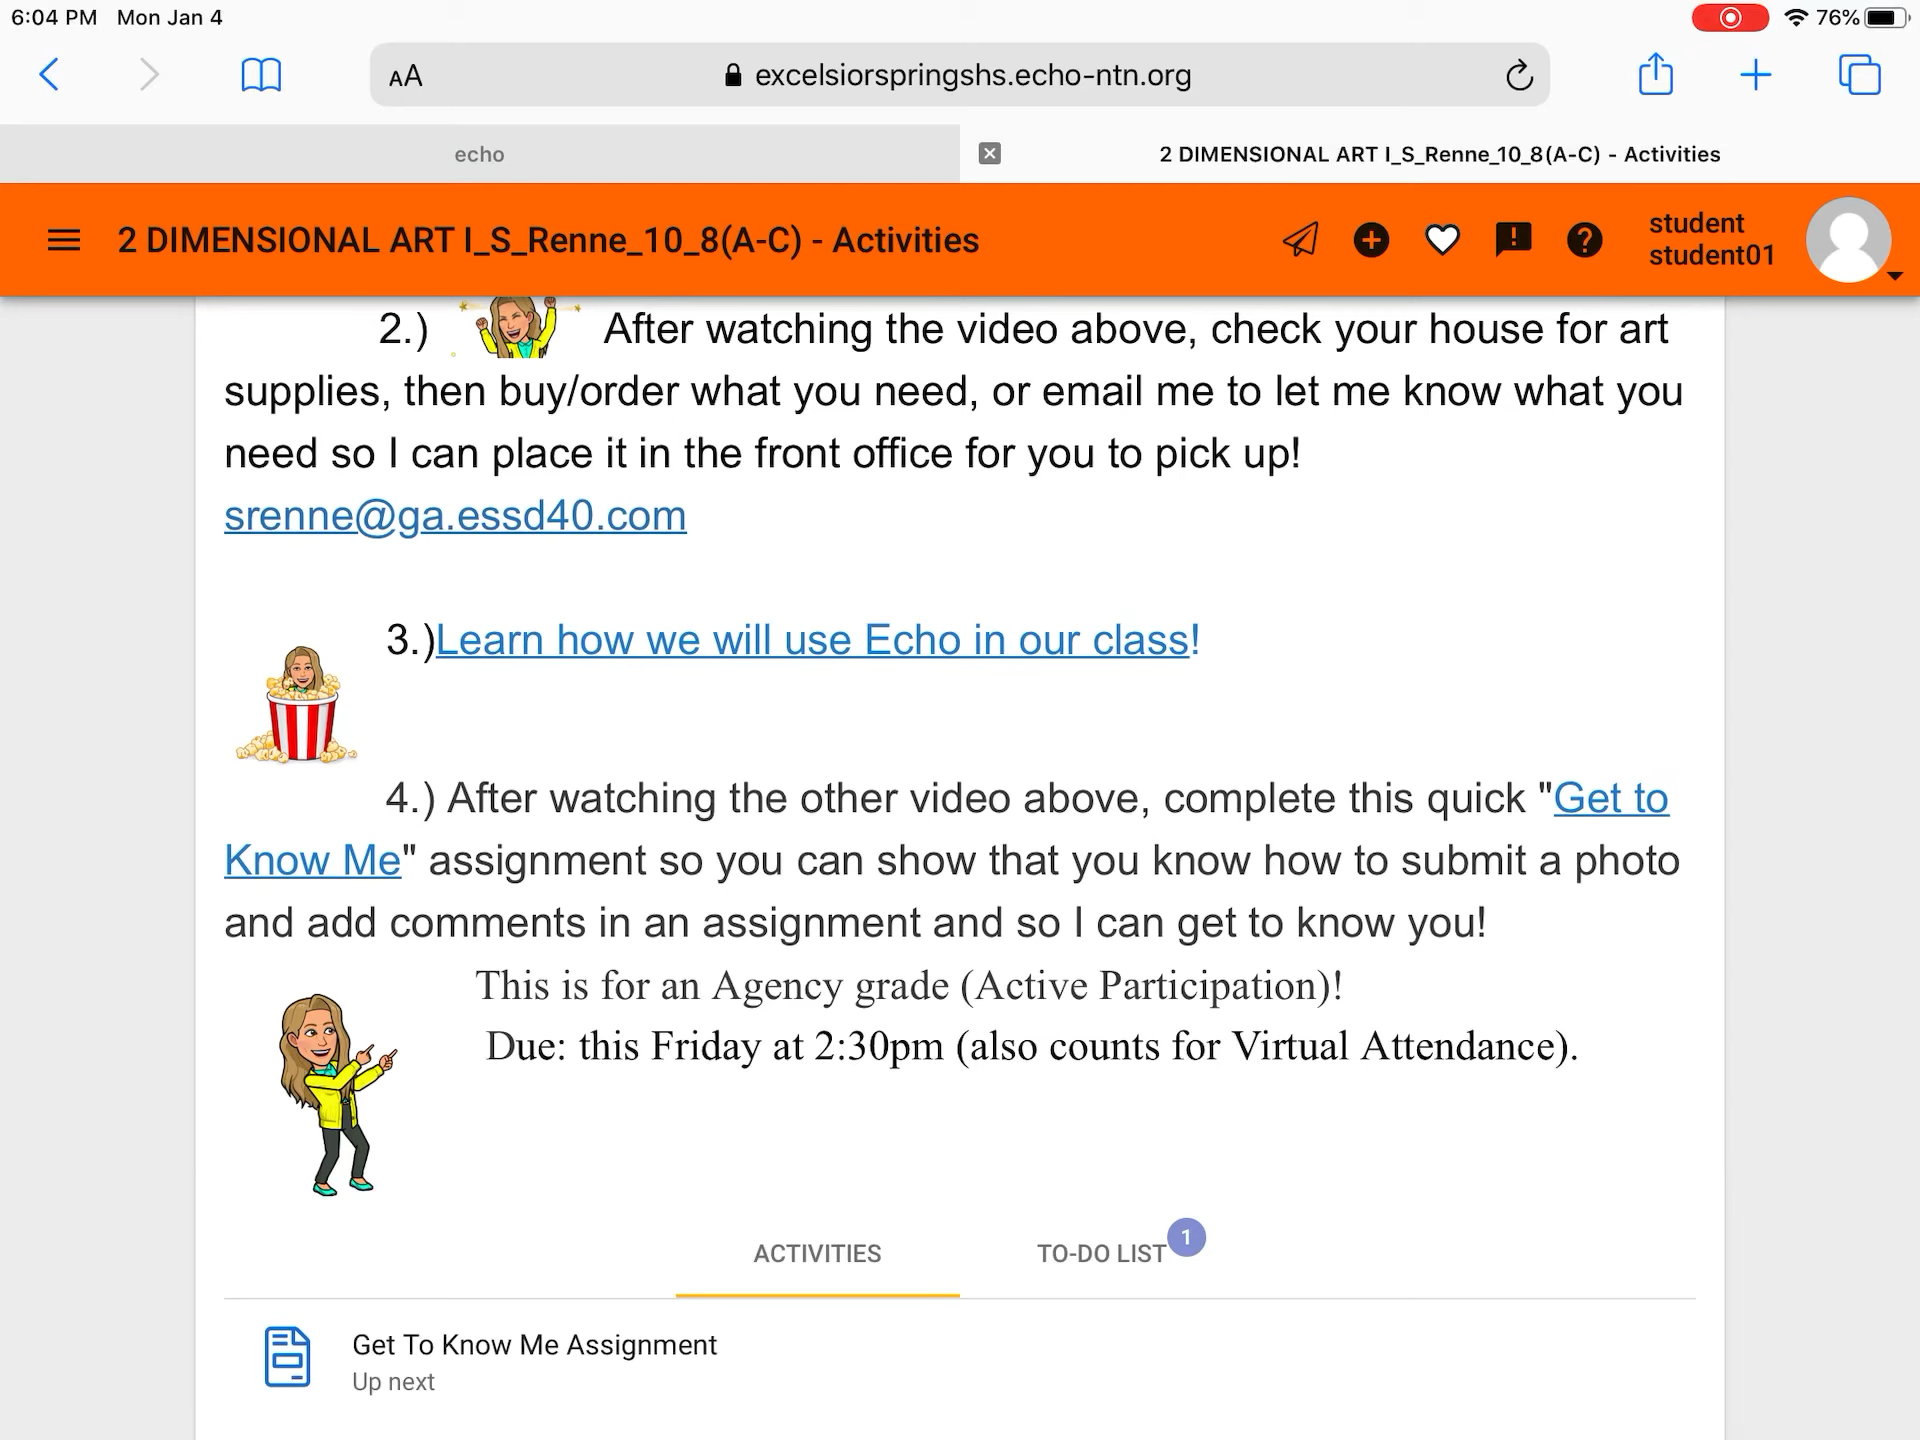 6:04 PM Mon Jan 4
76%
AA
excelsiorspringshs.echo-ntn.org
echo
2 DIMENSIONAL ART I_S_Renne_10_8(A-C) - Activities
2 DIMENSIONAL ART I_S_Renne_10_8(A-C) - Activities
student
student01
2.) After watching the video above, check your house for art
supplies, then buy/order what you need, or email me to let me know what you
need so I can place it in the front office for you to pick up!
srenne@ga.essd40.com
3.)Learn how we will use Echo in our class!
4.) After watching the other video above, complete this quick "Get to
Know Me" assignment so you can show that you know how to submit a photo
and add comments in an assignment and so I can get to know you!
This is for an Agency grade (Active Participation)!
Due: this Friday at 2:30pm (also counts for Virtual Attendance).
ACTIVITIES
TO-DO LIST 1
Get To Know Me Assignment
Up next